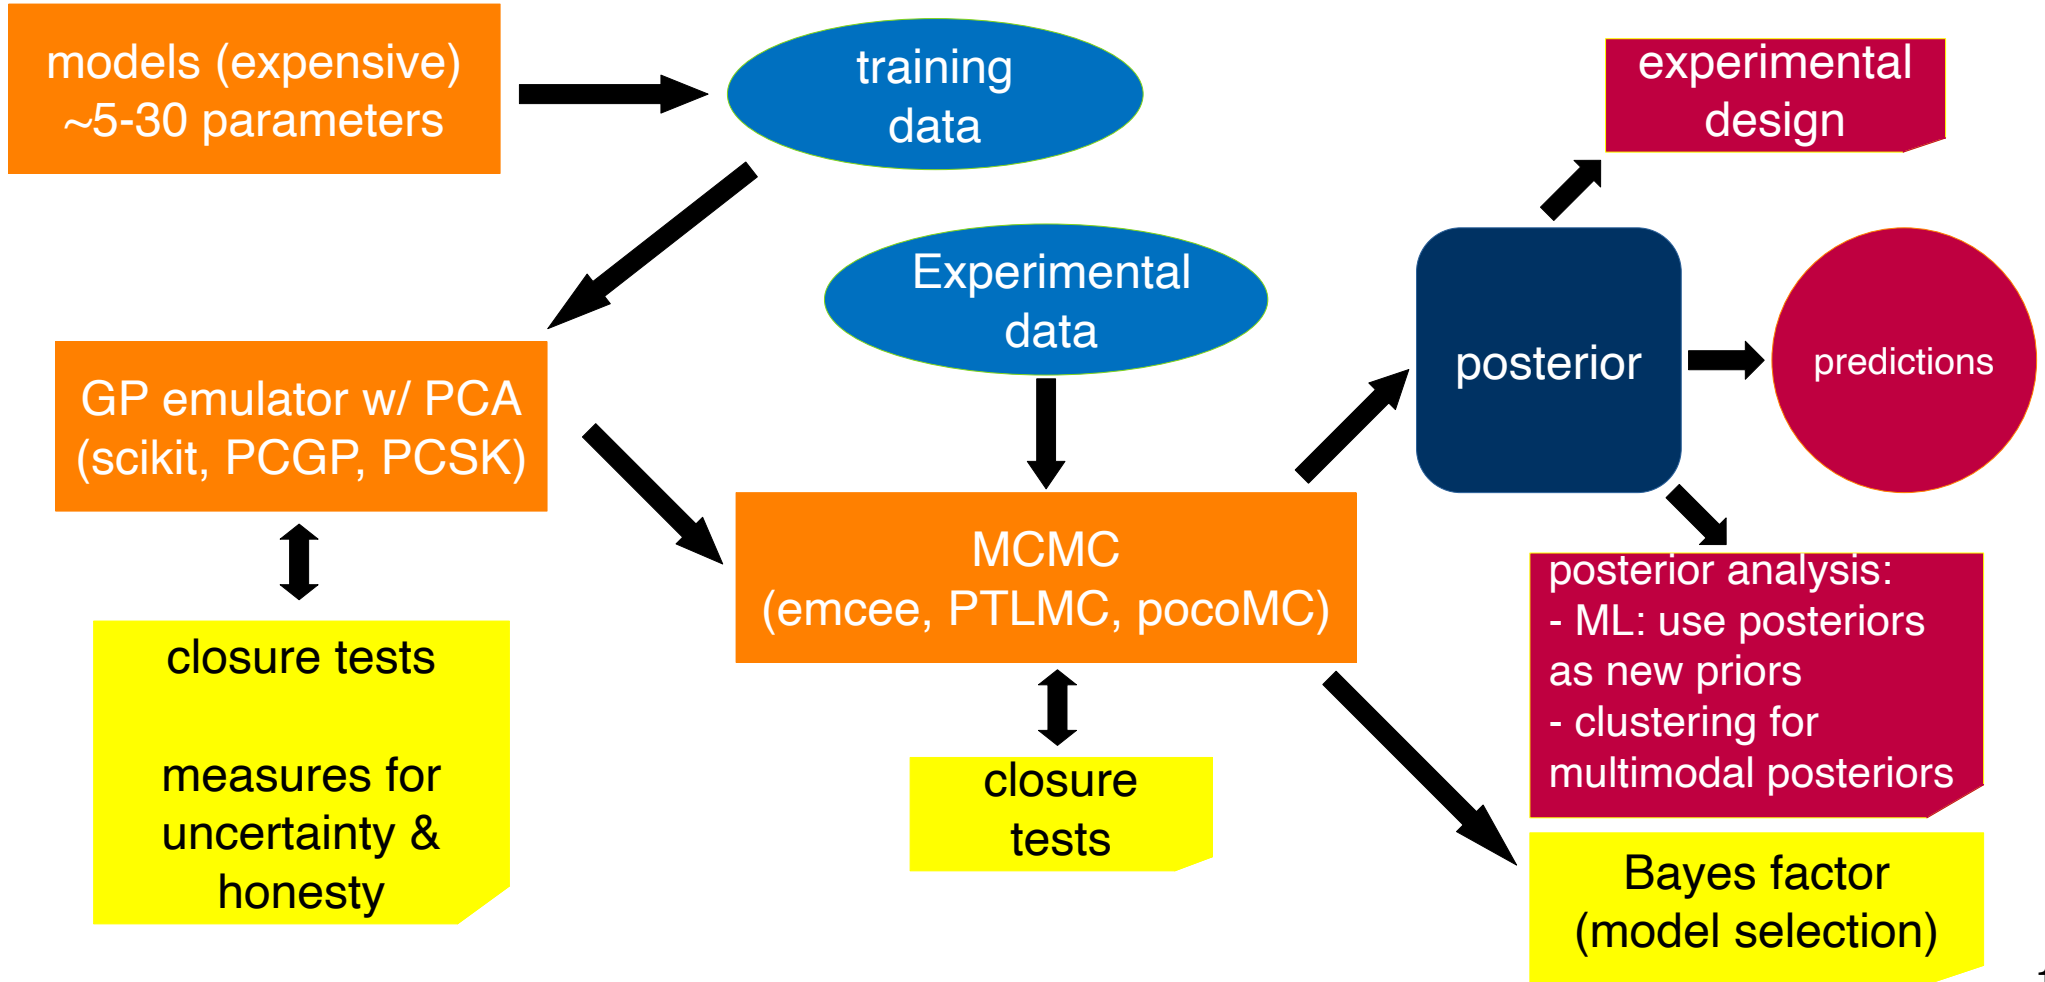 models (expensive)
~5-30 parameters
training
data
experimental
design
Experimental
data
posterior
predictions
GP emulator w/ PCA
(scikit, PCGP, PCSK)
MCMC
(emcee, PTLMC, pocoMC)
posterior analysis:
- ML: use posteriors
as new priors
- clustering for
multimodal posteriors
closure tests
measures for
uncertainty &
honesty
closure
tests
Bayes factor
(model selection)